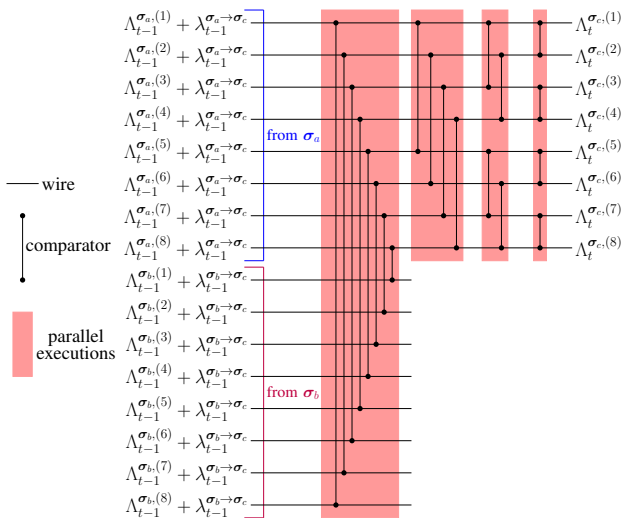 Λ_{t−1}^{σ_a,(1)} + λ_{t−1}^{σ_a→σ_c} Λ_t^{σ_c,(1)}
Λ_{t−1}^{σ_a,(2)} + λ_{t−1}^{σ_a→σ_c} Λ_t^{σ_c,(2)}
Λ_{t−1}^{σ_a,(3)} + λ_{t−1}^{σ_a→σ_c} Λ_t^{σ_c,(3)}
Λ_{t−1}^{σ_a,(4)} + λ_{t−1}^{σ_a→σ_c} Λ_t^{σ_c,(4)}
from σ_a
Λ_{t−1}^{σ_a,(5)} + λ_{t−1}^{σ_a→σ_c} Λ_t^{σ_c,(5)}
Λ_{t−1}^{σ_a,(6)} + λ_{t−1}^{σ_a→σ_c} Λ_t^{σ_c,(6)}
wire
Λ_{t−1}^{σ_a,(7)} + λ_{t−1}^{σ_a→σ_c} Λ_t^{σ_c,(7)}
comparator
Λ_{t−1}^{σ_a,(8)} + λ_{t−1}^{σ_a→σ_c} Λ_t^{σ_c,(8)}
Λ_{t−1}^{σ_b,(1)} + λ_{t−1}^{σ_b→σ_c}
Λ_{t−1}^{σ_b,(2)} + λ_{t−1}^{σ_b→σ_c}
parallel
executions
Λ_{t−1}^{σ_b,(3)} + λ_{t−1}^{σ_b→σ_c}
Λ_{t−1}^{σ_b,(4)} + λ_{t−1}^{σ_b→σ_c}
from σ_b
Λ_{t−1}^{σ_b,(5)} + λ_{t−1}^{σ_b→σ_c}
Λ_{t−1}^{σ_b,(6)} + λ_{t−1}^{σ_b→σ_c}
Λ_{t−1}^{σ_b,(7)} + λ_{t−1}^{σ_b→σ_c}
Λ_{t−1}^{σ_b,(8)} + λ_{t−1}^{σ_b→σ_c}